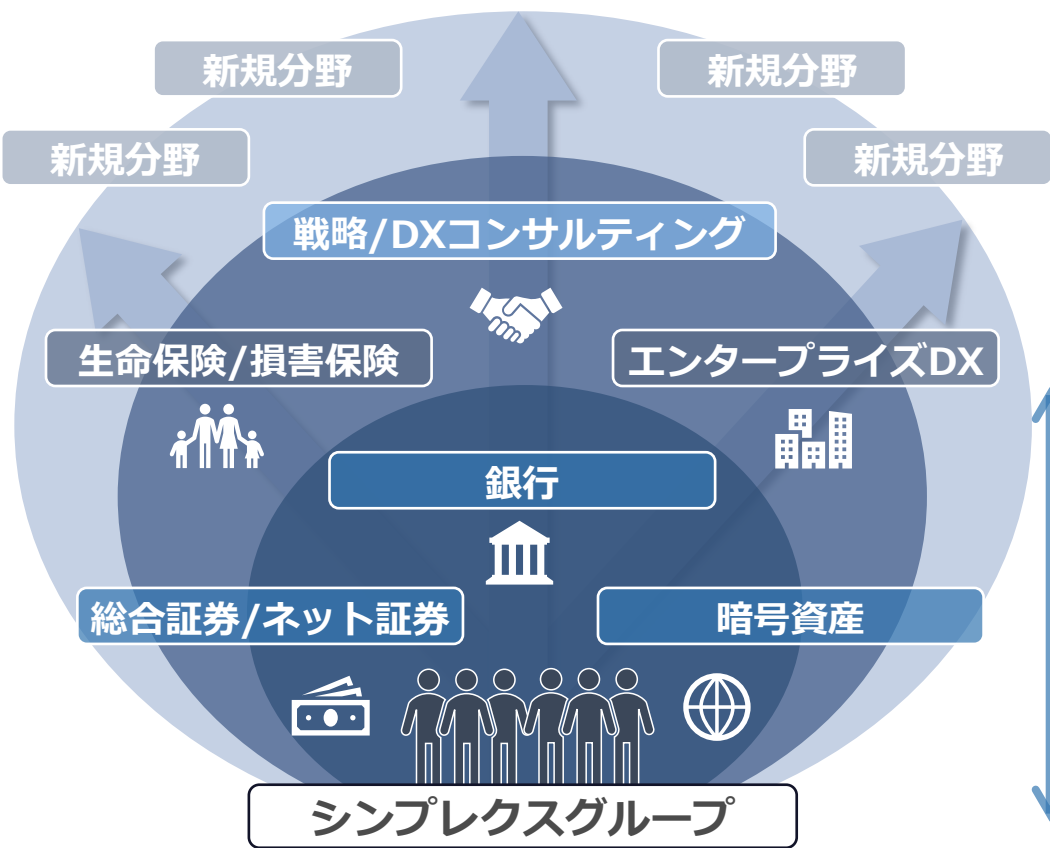 新規分野
新規分野
新規分野
新規分野
戦略/DXコンサルティング
生命保険/損害保険
エンタープライズDX
銀行
総合証券/ネット証券
暗号資産
シンプレクスグループ